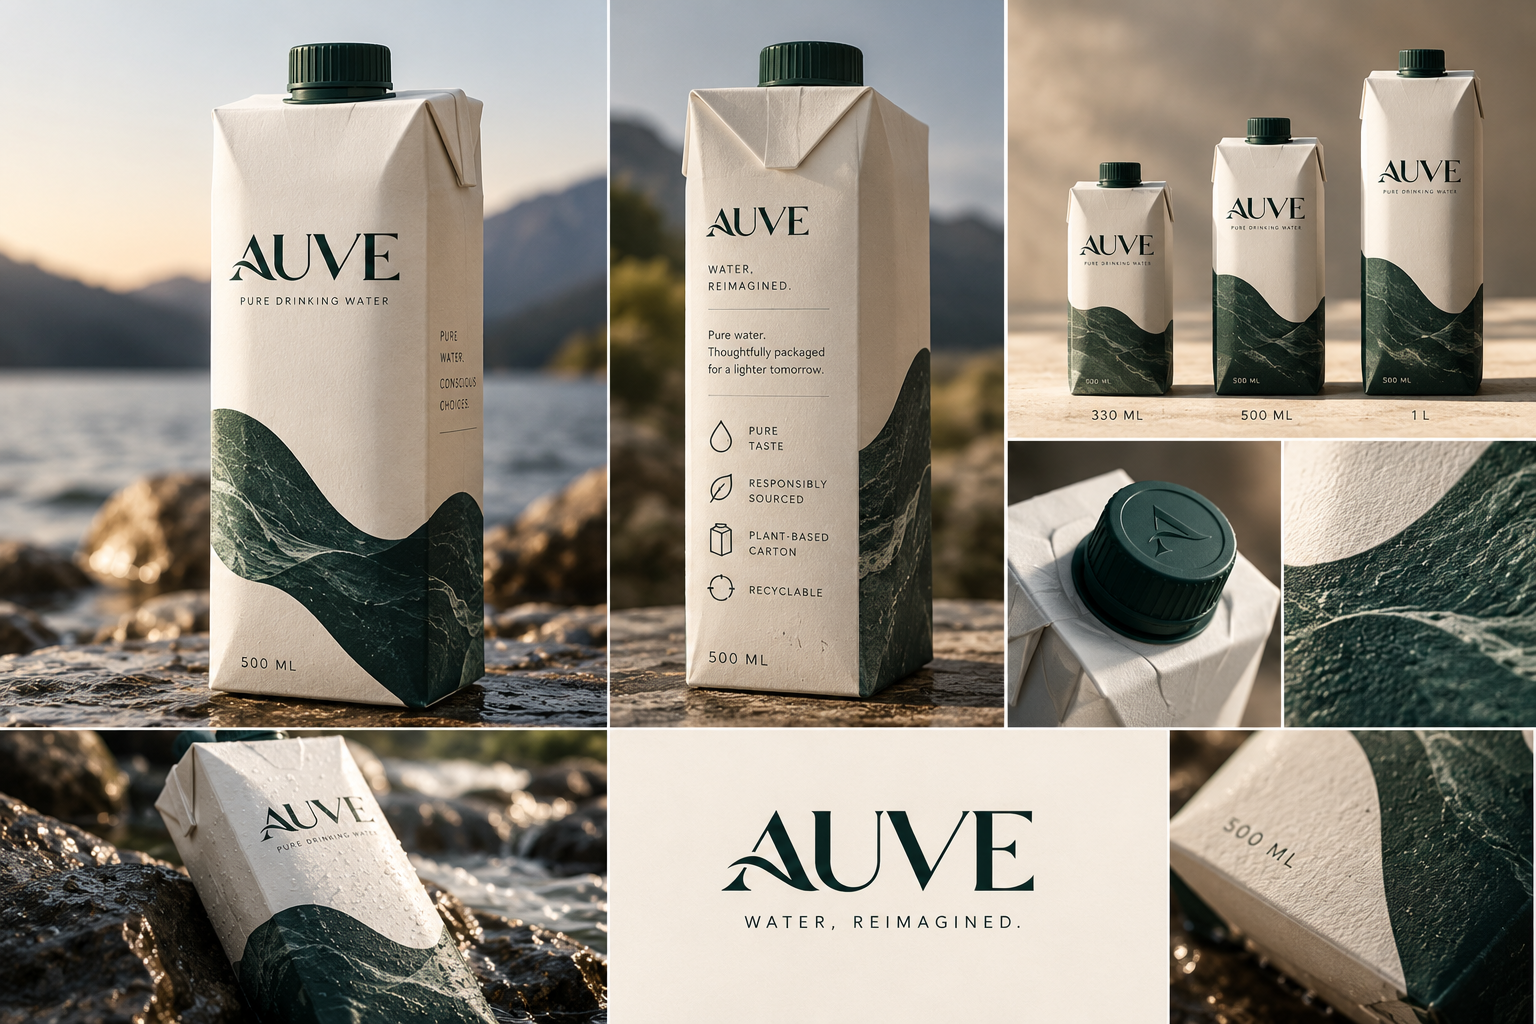 AUVE
PURE DRINKING WATER
PURE
WATER.
CONSCIOUS
CHOICES.
500 ML
AUVE
WATER,
REIMAGINED.
Pure water.
Thoughtfully packaged
for a lighter tomorrow.
PURE
TASTE
RESPONSIBLY
SOURCED
PLANT-BASED
CARTON
RECYCLABLE
500 ML
AUVE
PURE DRINKING WATER
AUVE
PURE DRINKING WATER
500 ML
AUVE
PURE DRINKING WATER
500 ML
330 ML
500 ML
1 L
A
AUVE
PURE DRINKING WATER
AUVE
WATER, REIMAGINED.
500 ML